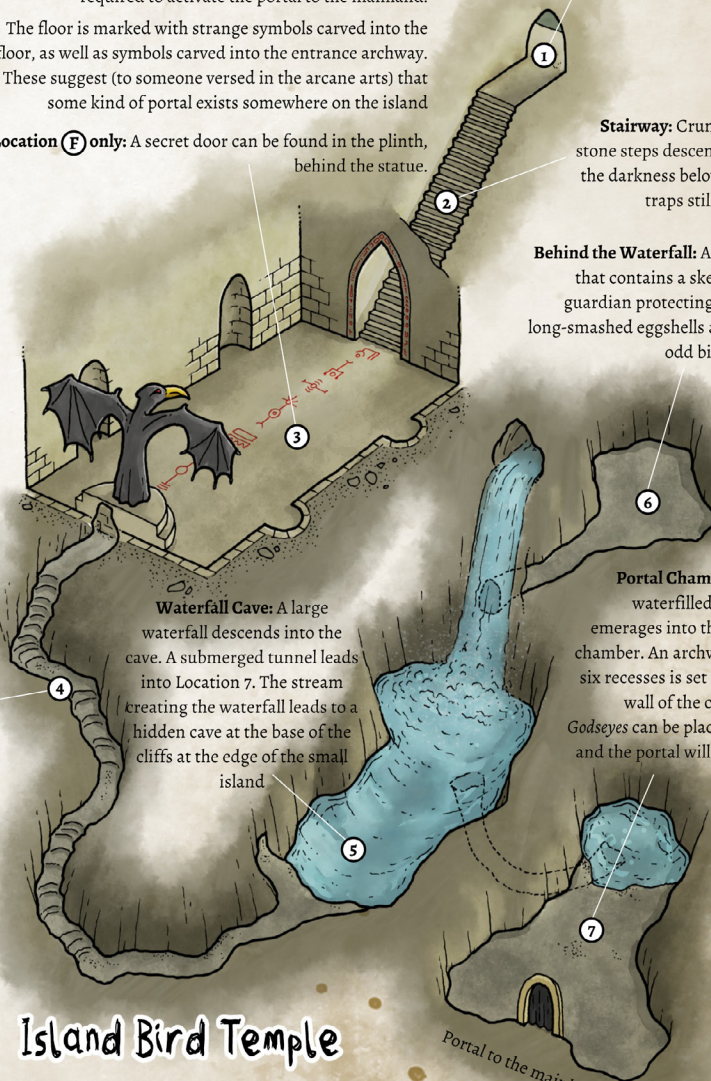 required to activate the portal to the mainland.
The floor is marked with strange symbols carved into the
floor, as well as symbols carved into the entrance archway.
These suggest (to someone versed in the arcane arts) that
some kind of portal exists somewhere on the island
Location F only: A secret door can be found in the plinth,
behind the statue.
1
Stairway: Crum
stone steps descen
the darkness belo
traps stil
2
Behind the Waterfall: A
that contains a ske
guardian protecting
long-smashed eggshells a
odd bi
3
6
Waterfall Cave: A large
waterfall descends into the
cave. A submerged tunnel leads
into Location 7. The stream
creating the waterfall leads to a
hidden cave at the base of the
cliffs at the edge of the small
island
4
Portal Cham
waterfilled
emerages into th
chamber. An archw
six recesses is set
wall of the c
Godseyes can be plac
and the portal will
5
7
Island Bird Temple
Portal to the mai